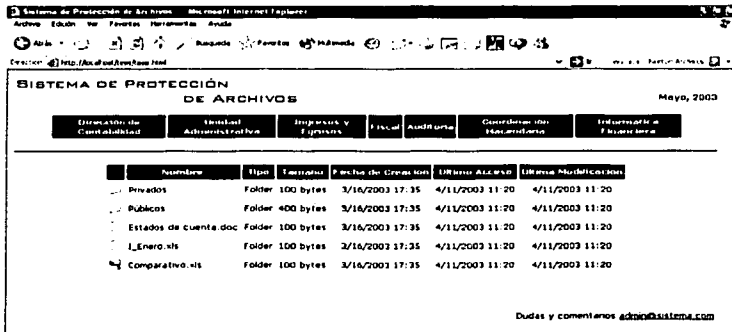 Sistema de Protección de Archivos Microsoft Internet Explorer
Archivo Edición Ver Favoritos Herramientas Ayuda
Atrás Búsqueda Favoritos Multimedia
Dirección
SISTEMA DE PROTECCIÓN
DE ARCHIVOS
Mayo, 2003
Dirección de Contabilidad Unidad Administrativa Ingresos y Egresos Fiscal Auditoria Coordinación Hacendaria Informática Financiera
Nombre Tipo Tamaño Fecha de Creación Último Acceso Última Modificación
Privados Folder 100 bytes 3/16/2003 17:35 4/11/2003 11:20 4/11/2003 11:20
Públicos Folder 400 bytes 3/16/2003 17:35 4/11/2003 11:20 4/11/2003 11:20
Estados de cuenta.doc Folder 100 bytes 3/16/2003 17:35 4/11/2003 11:20 4/11/2003 11:20
I_Enero.xls Folder 100 bytes 3/16/2003 17:35 4/11/2003 11:20 4/11/2003 11:20
Comparativo.xls Folder 100 bytes 3/16/2003 17:35 4/11/2003 11:20 4/11/2003 11:20
Dudas y comentarios admin@sistema.com